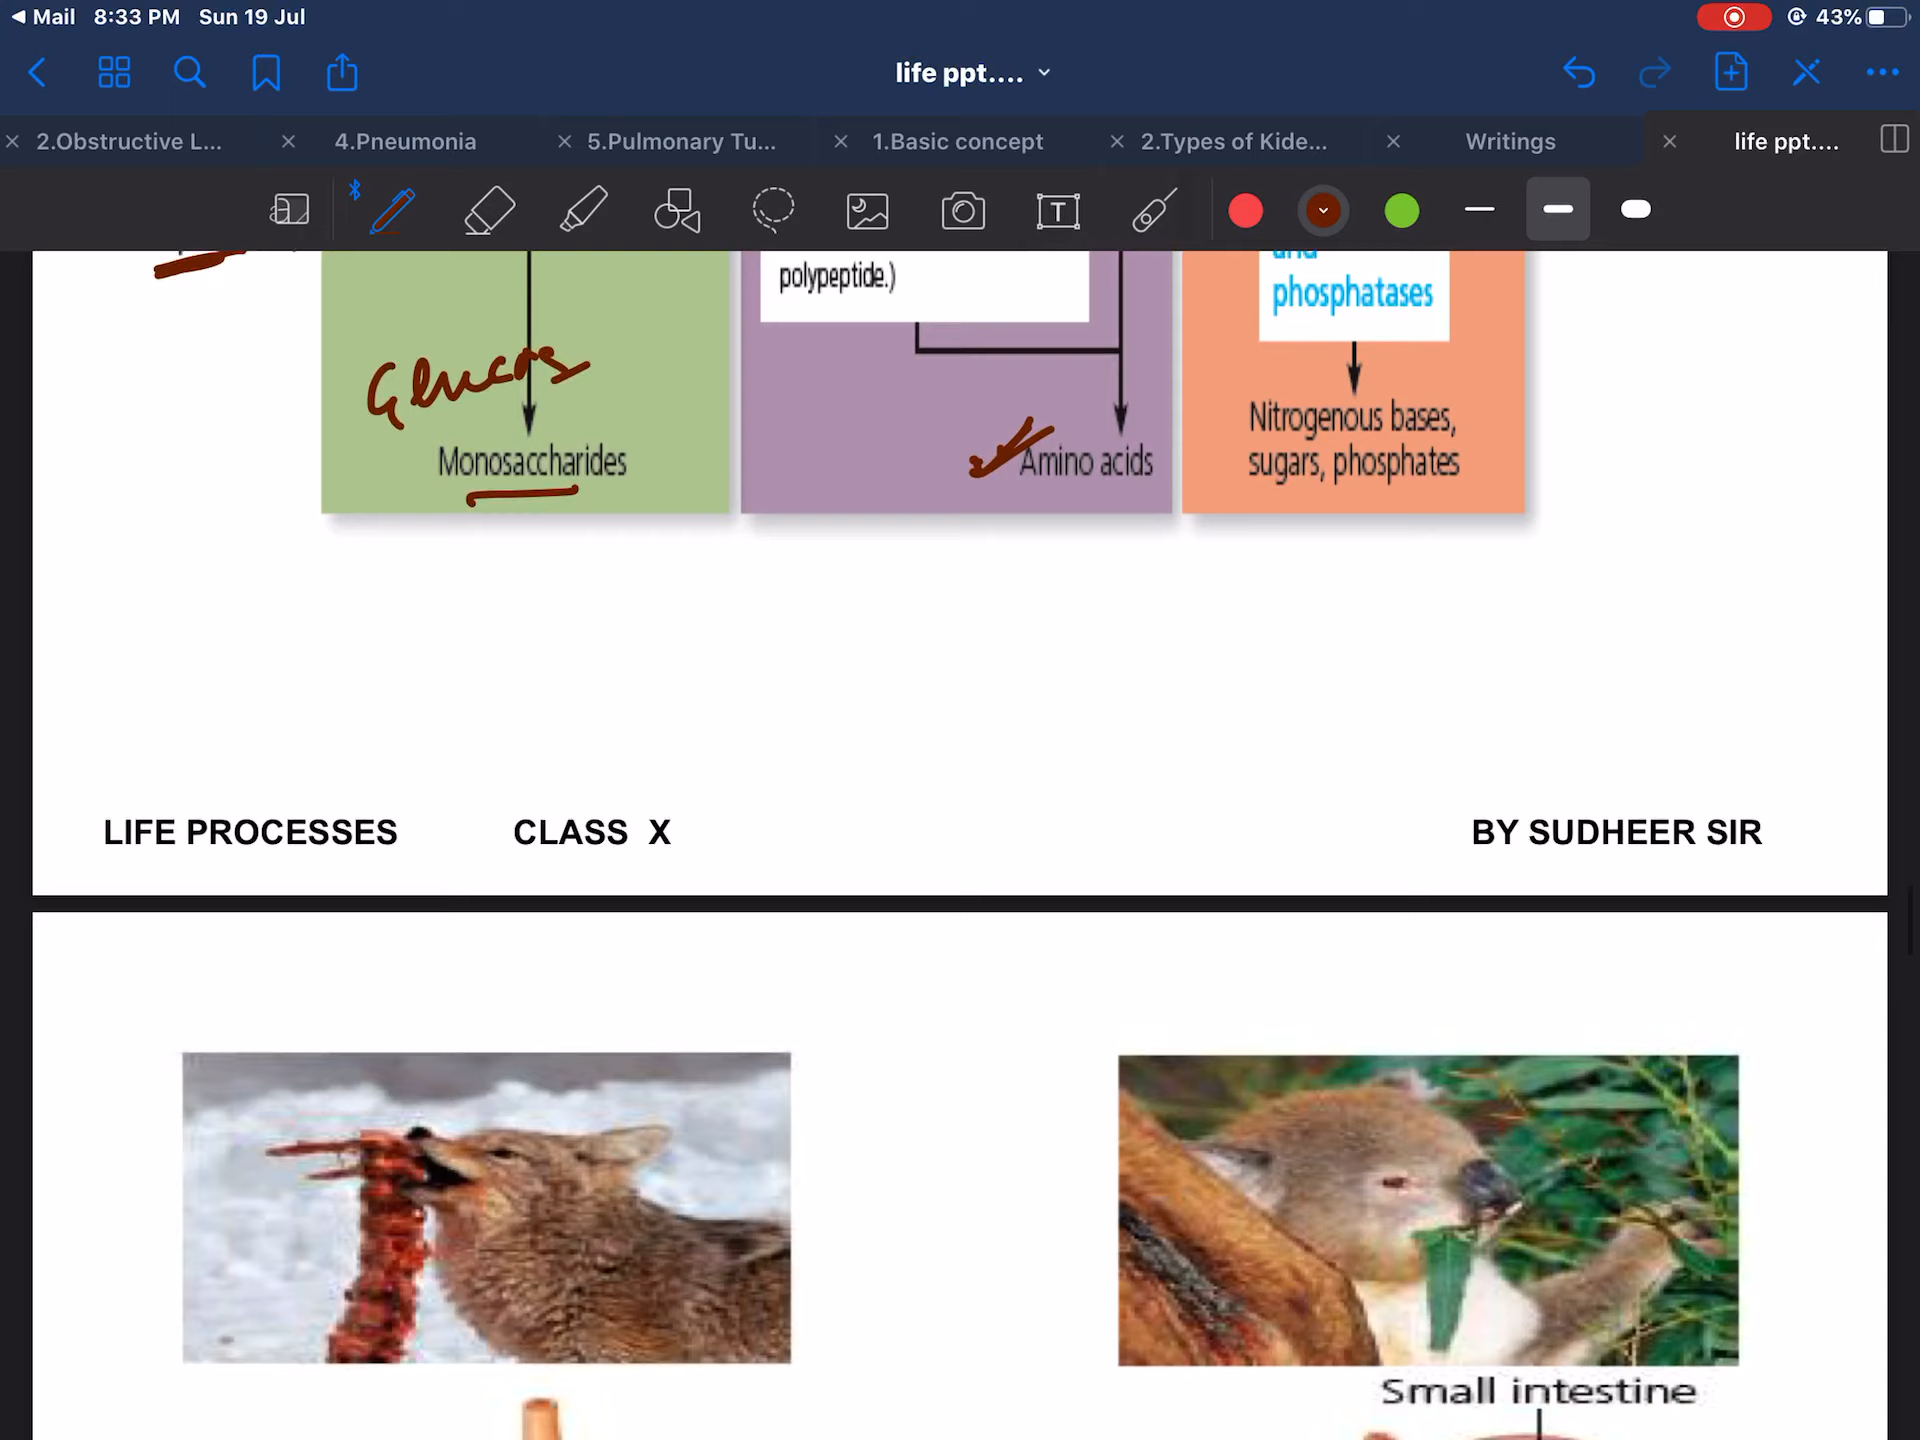 Mail 8:33 PM Sun 19 Jul 43%
life ppt....
2.Obstructive L... 4.Pneumonia 5.Pulmonary Tu... 1.Basic concept 2.Types of Kide... Writings life ppt....
T
polypeptide.)
and
phosphatases
Glucos
Monosaccharides
Amino acids
Nitrogenous bases,
sugars, phosphates
LIFE PROCESSES CLASS X BY SUDHEER SIR
Small intestine